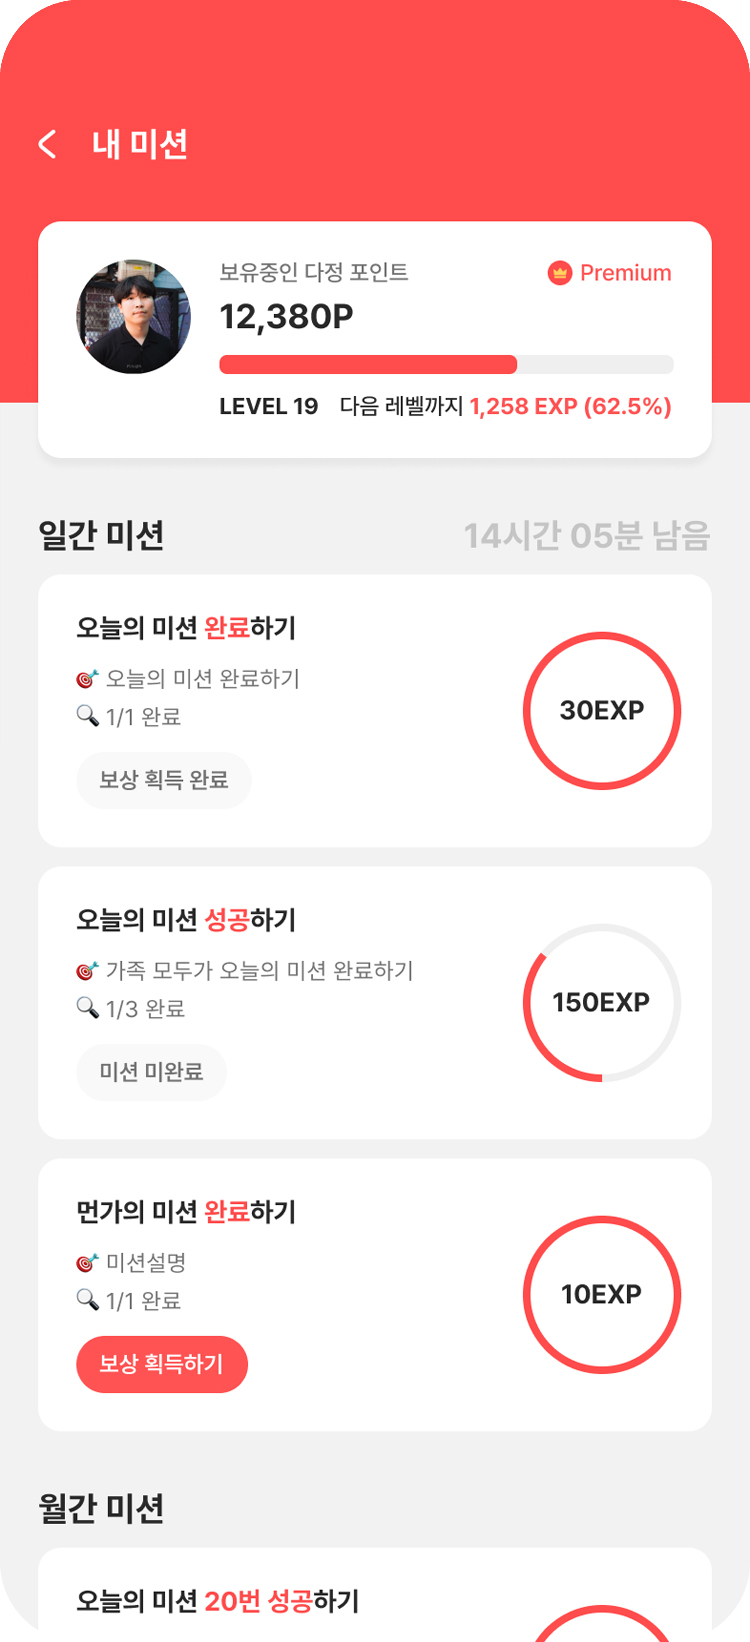 내 미션
보유중인 다정 포인트
Premium
12,380P
LEVEL 19 다음 레벨까지 1,258 EXP (62.5%)
일간 미션
14시간 05분 남음
오늘의 미션 완료하기
오늘의 미션 완료하기
1/1 완료
보상 획득 완료
30EXP
오늘의 미션 성공하기
가족 모두가 오늘의 미션 완료하기
1/3 완료
미션 미완료
150EXP
먼가의 미션 완료하기
미션설명
1/1 완료
보상 획득하기
10EXP
월간 미션
오늘의 미션 20번 성공하기